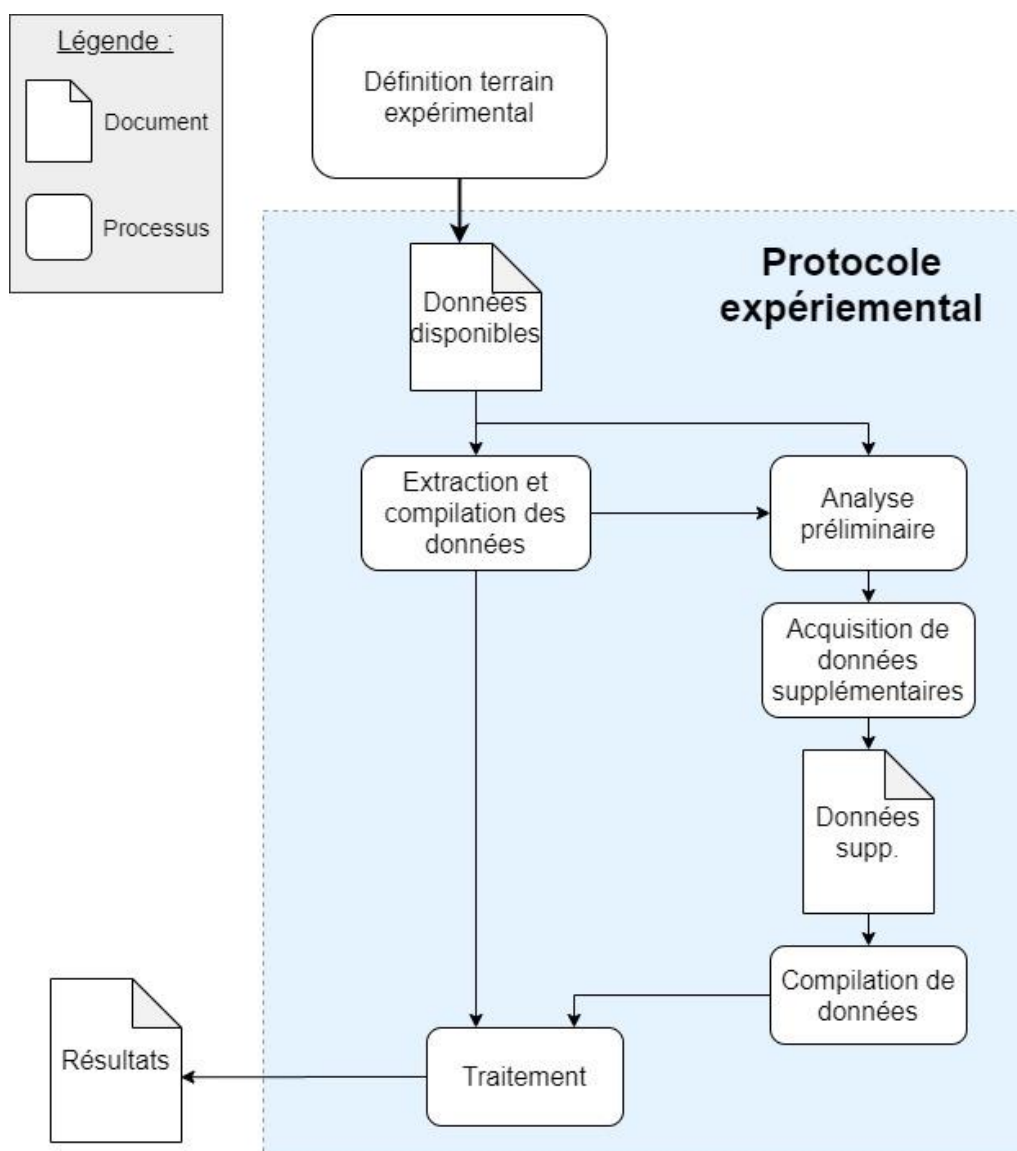 Légende :
Document
Processus
Définition terrain
expérimental
Protocole
expériemental
Données
disponibles
Extraction et
compilation des
données
Analyse
préliminaire
Acquisition de
données
supplémentaires
Données
supp.
Compilation de
données
Traitement
Résultats